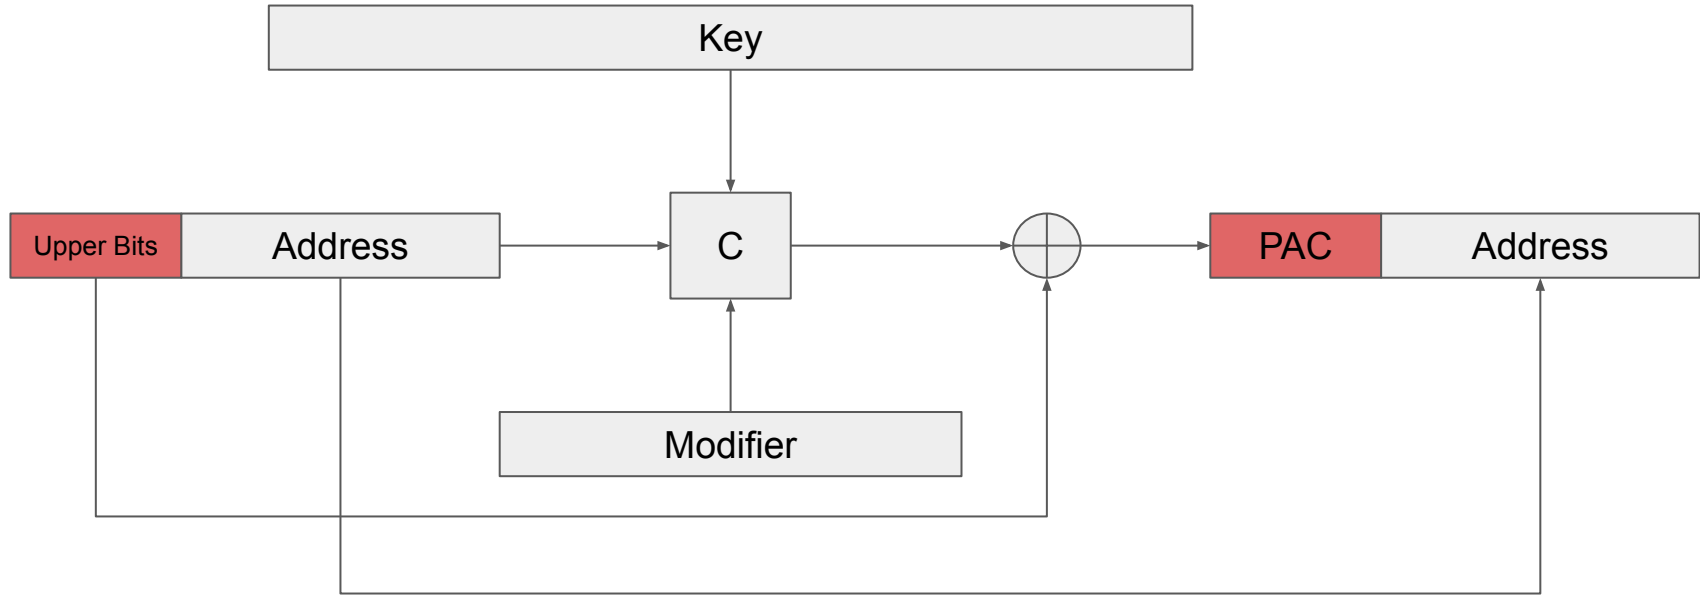 Key
Upper Bits
Address
C
PAC
Address
Modifier